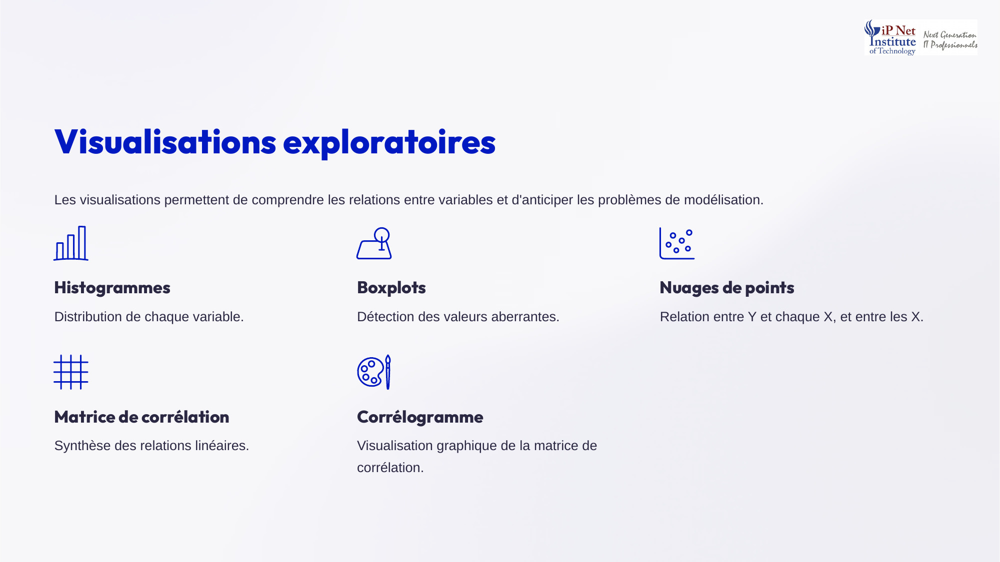 iP Net
Institute
of Technology
Next Generation
IT Professionnels
Visualisations exploratoires
Les visualisations permettent de comprendre les relations entre variables et d'anticiper les problèmes de modélisation.
Histogrammes
Distribution de chaque variable.
Boxplots
Détection des valeurs aberrantes.
Nuages de points
Relation entre Y et chaque X, et entre les X.
Matrice de corrélation
Synthèse des relations linéaires.
Corrélogramme
Visualisation graphique de la matrice de
corrélation.